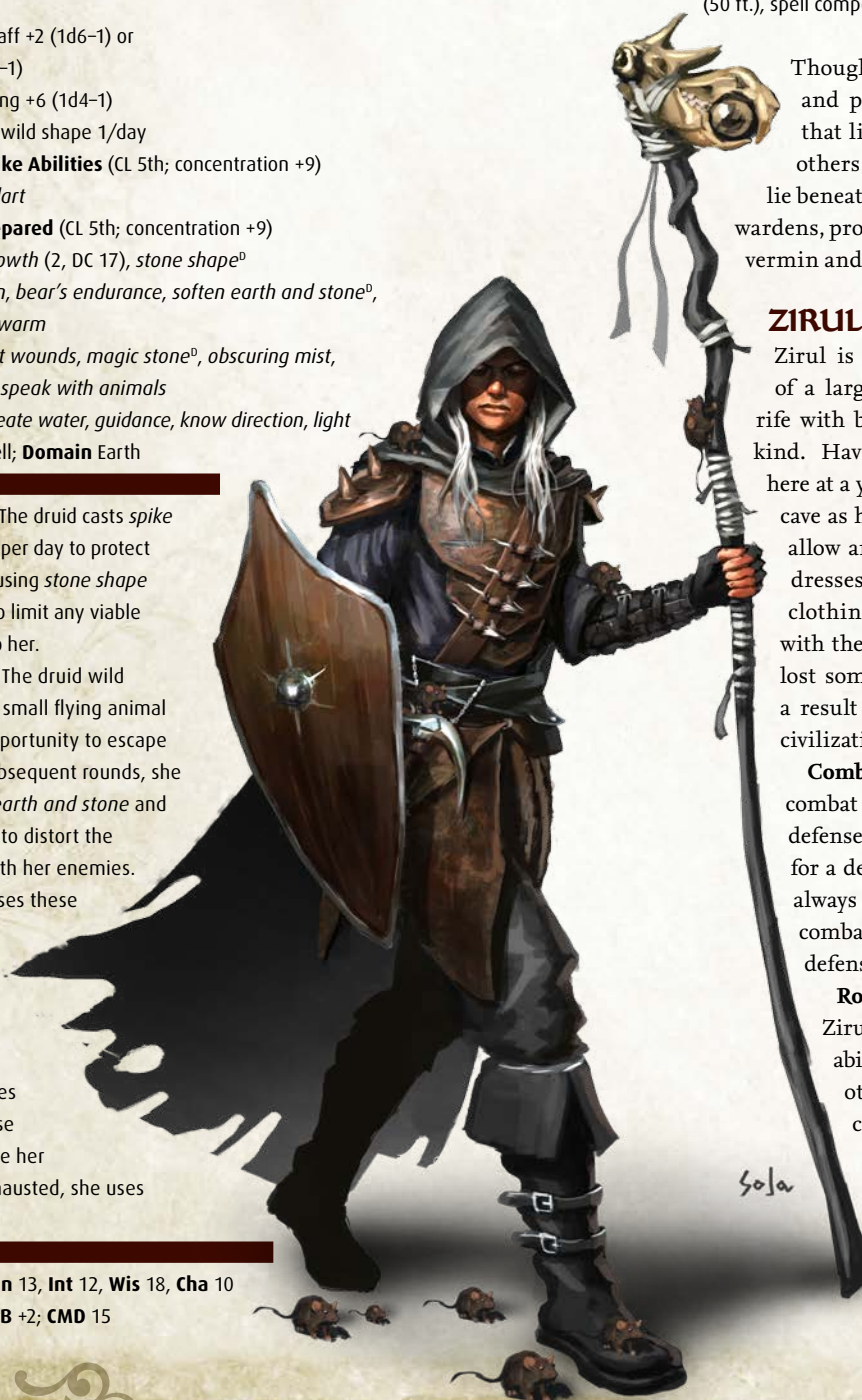 aff +2 (1d6–1) or
–1)
ng +6 (1d4–1)
wild shape 1/day
ke Abilities (CL 5th; concentration +9)
lart
pared (CL 5th; concentration +9)
owth (2, DC 17), stone shapeᴰ
n, bear's endurance, soften earth and stoneᴰ,
warm
t wounds, magic stoneᴰ, obscuring mist,
speak with animals
eate water, guidance, know direction, light
ell; Domain Earth
The druid casts spike
per day to protect
using stone shape
o limit any viable
o her.
The druid wild
small flying animal
portunity to escape
bsequent rounds, she
earth and stone and
to distort the
th her enemies.
ses these
es
se
e her
hausted, she uses
n 13, Int 12, Wis 18, Cha 10
B +2; CMD 15
(50 ft.), spell comp
Though
and p
that li
others
lie beneat
wardens, pro
vermin and
ZIRUL
Zirul is
of a larg
rife with b
kind. Hav
here at a y
cave as h
allow an
dresses
clothin
with the
lost som
a result
civilizati
Comb
combat
defense
for a de
always
comba
defens
Ro
Ziru
abi
ot
c
Sola